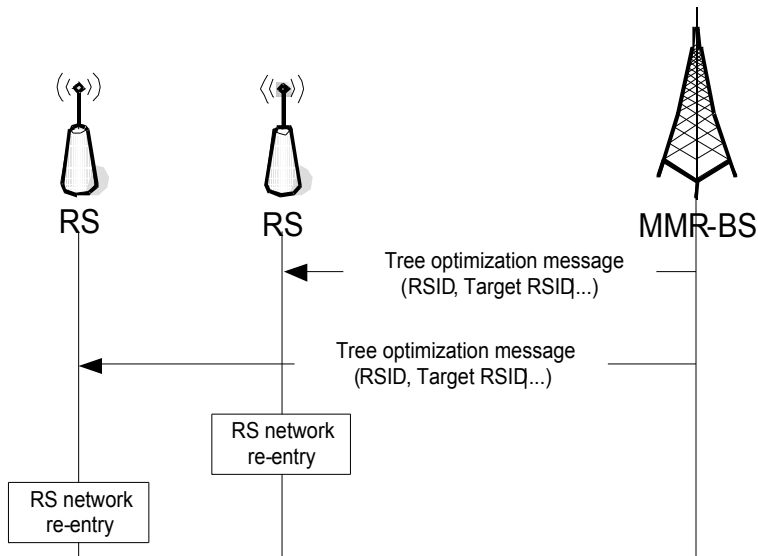 RS
RS
MMR-BS
Tree optimization message
(RSID, Target RSID,...)
Tree optimization message
(RSID, Target RSID,...)
RS network
re-entry
RS network
re-entry